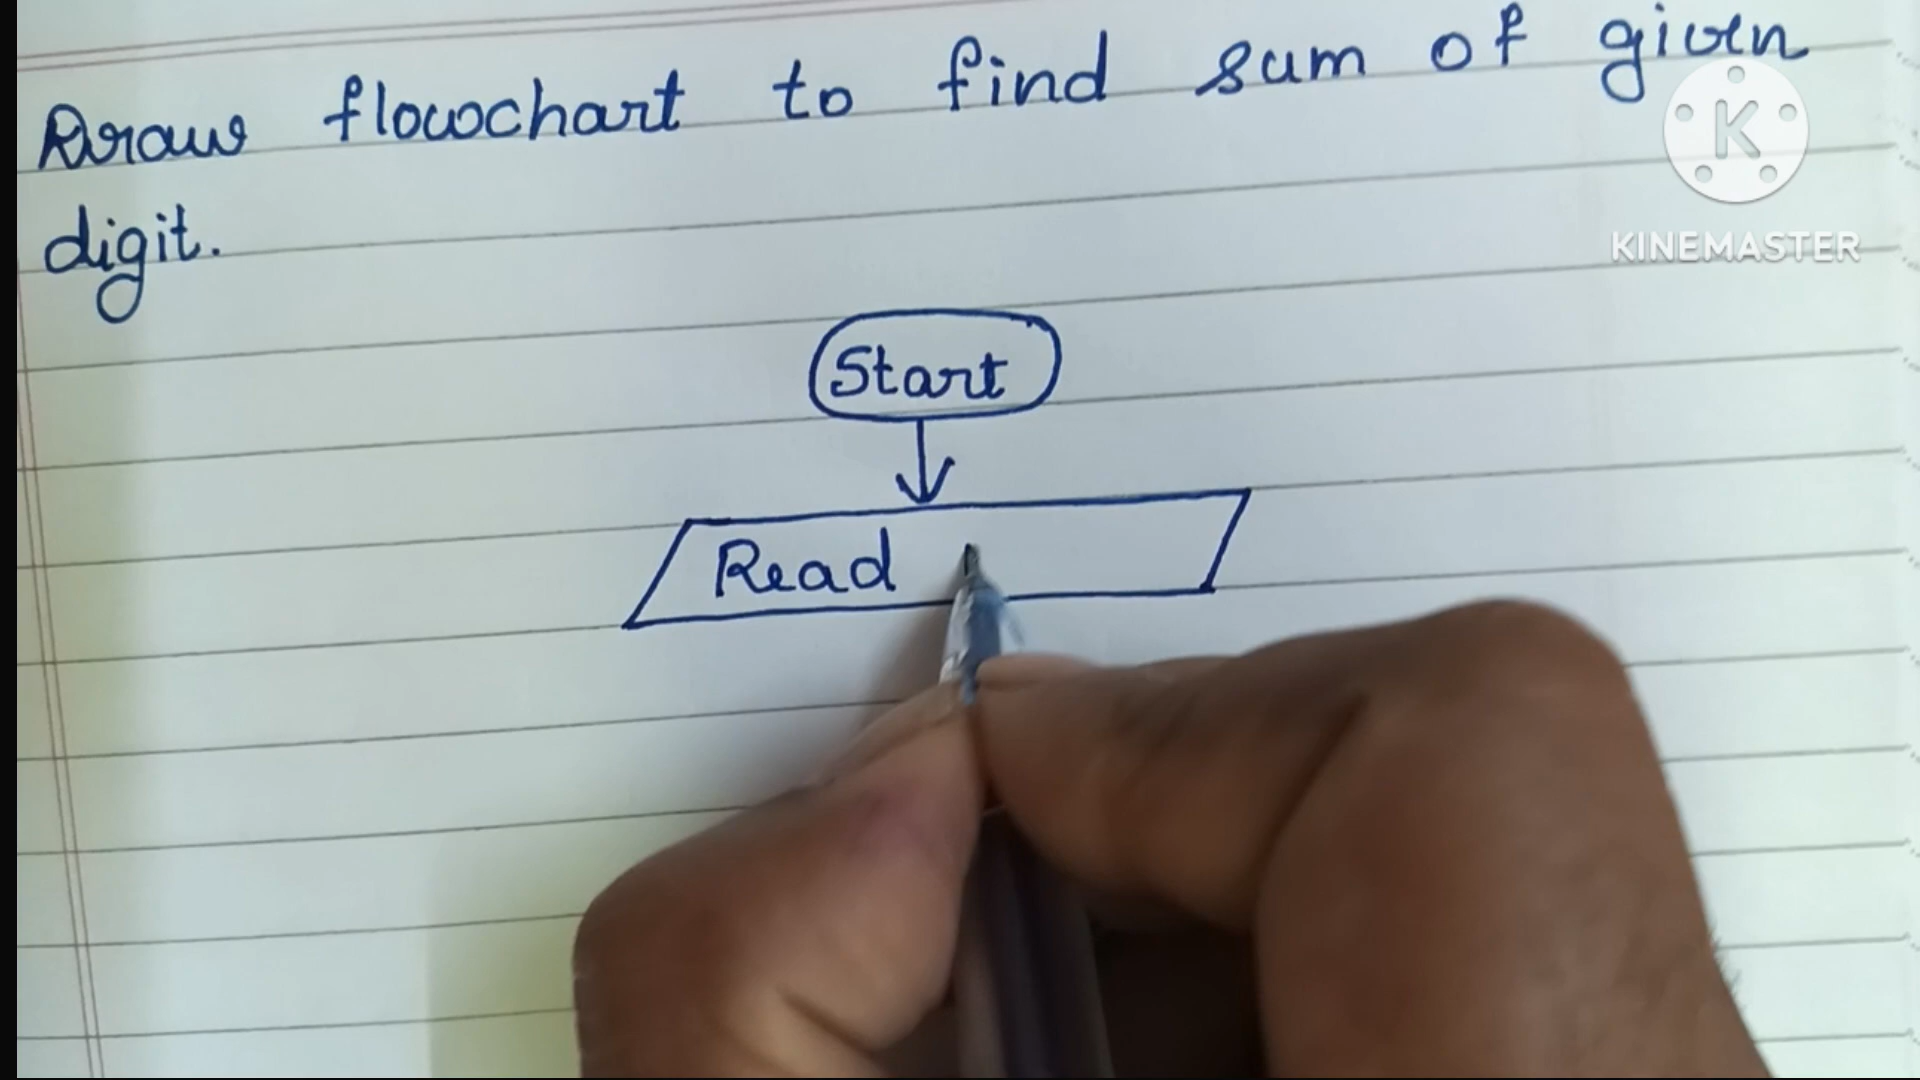 Draw flowchart to find sum of given
digit.
K
KINEMASTER
Start
Read